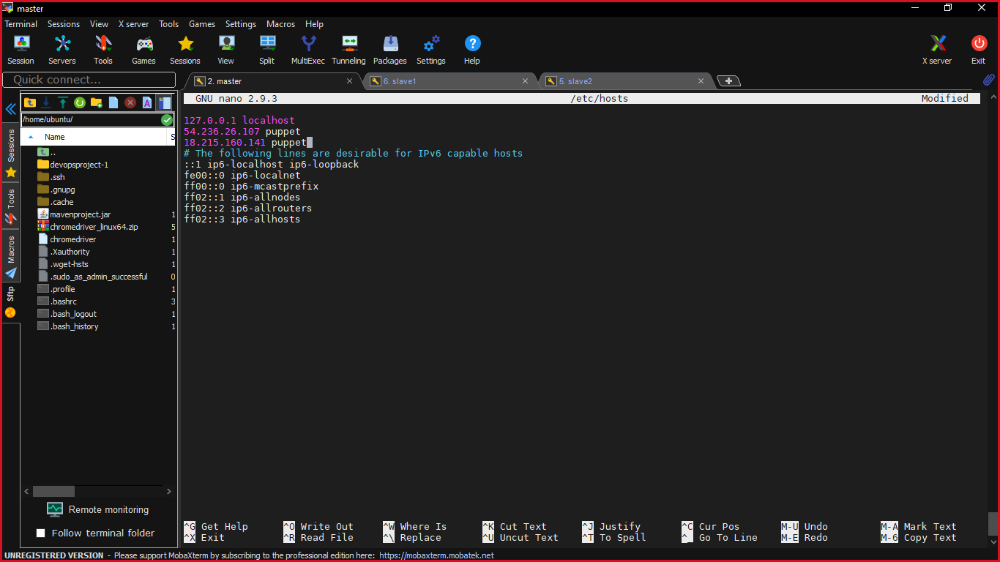 master
Terminal Sessions View X server Tools Games Settings Macros Help
Session Servers Tools Games Sessions View Split MultiExec Tunneling Packages Settings Help X server Exit
Quick connect...
2. master
6. slave1
5. slave2
/home/ubuntu/
Name S
..
devopsproject-1
.ssh
.gnupg
.cache
mavenproject.jar 1
chromedriver_linux64.zip 5
chromedriver 1
.Xauthority 1
.wget-hsts 1
.sudo_as_admin_successful 0
.profile 1
.bashrc 3
.bash_logout 1
.bash_history 1
Sessions
Tools
Macros
Sftp
Remote monitoring
Follow terminal folder
GNU nano 2.9.3 /etc/hosts Modified
127.0.0.1 localhost
54.236.26.107 puppet
18.215.160.141 puppet
# The following lines are desirable for IPv6 capable hosts
::1 ip6-localhost ip6-loopback
fe00::0 ip6-localnet
ff00::0 ip6-mcastprefix
ff02::1 ip6-allnodes
ff02::2 ip6-allrouters
ff02::3 ip6-allhosts
^G Get Help ^O Write Out ^W Where Is ^K Cut Text ^J Justify ^C Cur Pos M-U Undo M-A Mark Text
^X Exit ^R Read File ^\ Replace ^U Uncut Text ^T To Spell ^_ Go To Line M-E Redo M-6 Copy Text
UNREGISTERED VERSION - Please support MobaXterm by subscribing to the professional edition here: https://mobaxterm.mobatek.net